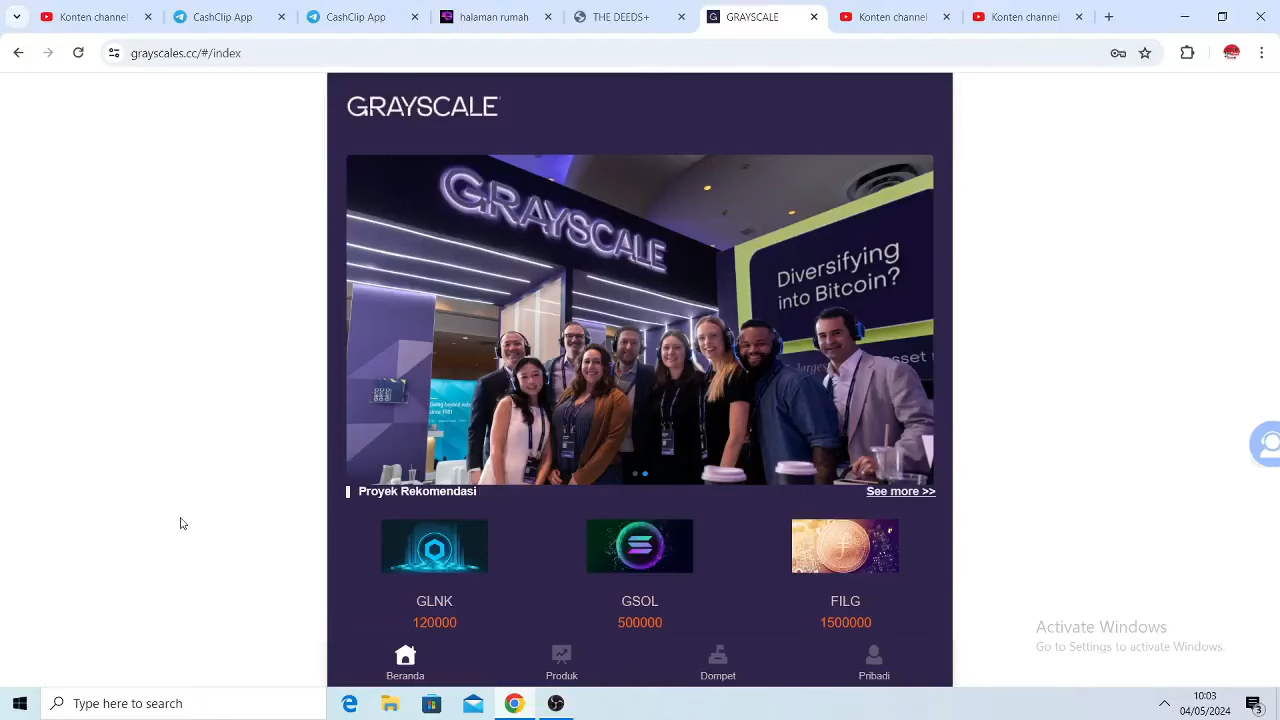 Konten channel
CashClip App
CashClip App
halaman rumah
THE DEEDS+
GRAYSCALE
Konten channel
Konten channel
grayscales.cc/#/index
GRAYSCALE
GRAYSCALE
Diversifying
into Bitcoin?
Proyek Rekomendasi
See more >>
GLNK
GSOL
FILG
120000
500000
1500000
Beranda
Produk
Dompet
Pribadi
Activate Windows
Go to Settings to activate Windows.
Type here to search
10:03
04/05/2024
3